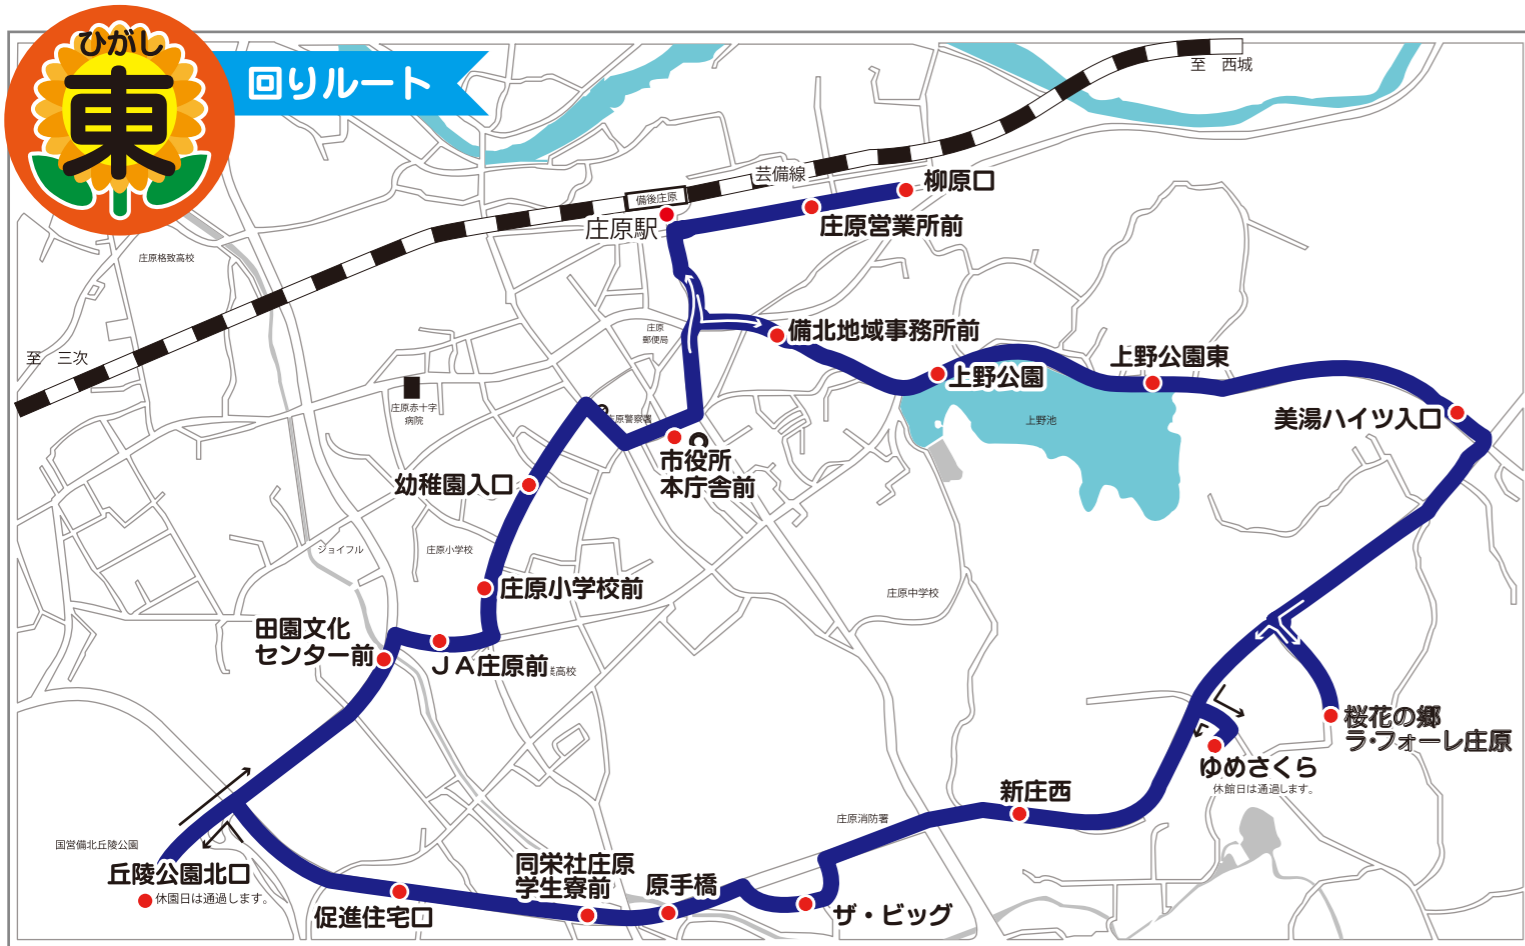 ひがし
東
回りルート
至　西城
芸備線
柳原口
備後庄原
庄原駅
庄原営業所前
庄原格致高校
備北地域事務所前
庄原
郵便局
上野公園東
至　三次
上野公園
庄原赤十字
病院
美湯ハイツ入口
原警察署
上野池
市役所
本庁舎前
幼稚園入口
ジョイフル
庄原小学校
庄原小学校前
庄原中学校
田園文化
センター前
ＪＡ庄原前
高校
桜花の郷
ラ・フォーレ庄原
ゆめさくら
休館日は通過します。
新庄西
庄原消防署
国営備北丘陵公園
丘陵公園北口
休園日は通過します。
同栄社庄原
学生寮前
原手橋
促進住宅口
ザ・ビッグ